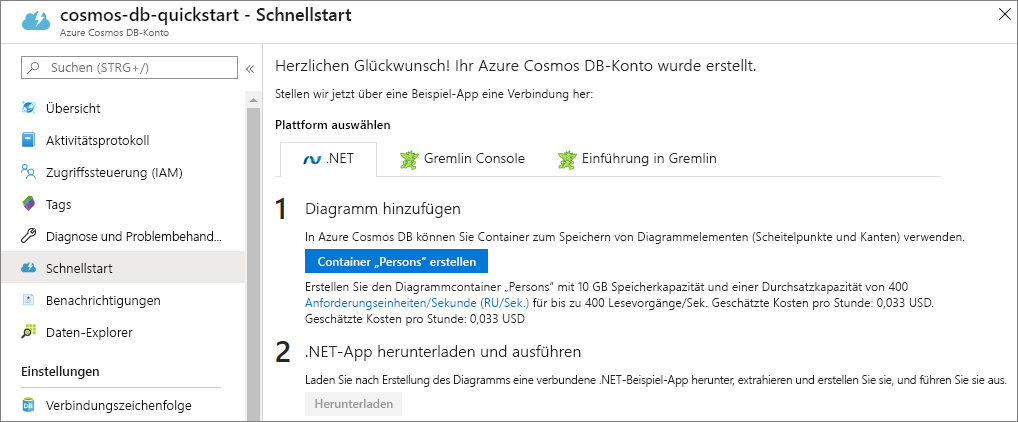 cosmos-db-quickstart - Schnellstart
Azure Cosmos DB-Konto
Suchen (STRG+/)
Übersicht
Aktivitätsprotokoll
Zugriffssteuerung (IAM)
Tags
Diagnose und Problembehand...
Schnellstart
Benachrichtigungen
Daten-Explorer
Einstellungen
Verbindungszeichenfolge
Herzlichen Glückwunsch! Ihr Azure Cosmos DB-Konto wurde erstellt.
Stellen wir jetzt über eine Beispiel-App eine Verbindung her:
Plattform auswählen
.NET
Gremlin Console
Einführung in Gremlin
1 Diagramm hinzufügen
In Azure Cosmos DB können Sie Container zum Speichern von Diagrammelementen (Scheitelpunkte und Kanten) verwenden.
Container „Persons“ erstellen
Erstellen Sie den Diagrammcontainer „Persons“ mit 10 GB Speicherkapazität und einer Durchsatzkapazität von 400
Anforderungseinheiten/Sekunde (RU/Sek.) für bis zu 400 Lesevorgänge/Sek. Geschätzte Kosten pro Stunde: 0,033 USD.
Geschätzte Kosten pro Stunde: 0,033 USD
2 .NET-App herunterladen und ausführen
Laden Sie nach Erstellung des Diagramms eine verbundene .NET-Beispiel-App herunter, extrahieren und erstellen Sie sie, und führen Sie sie aus.
Herunterladen